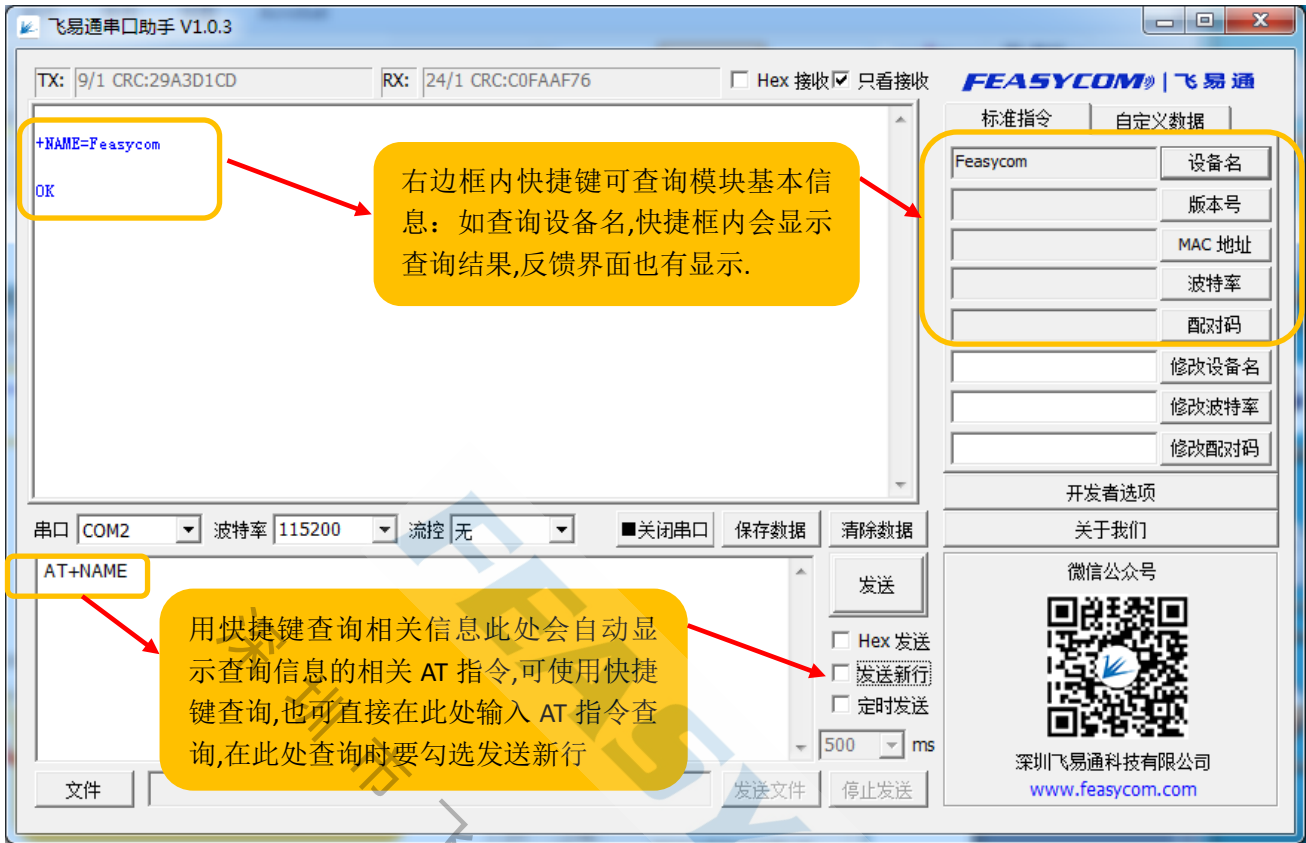 飞易通串口助手 V1.0.3
TX: 9/1 CRC:29A3D1CD RX: 24/1 CRC:C0FAAF76 Hex 接收 只看接收
FEASYCOM | 飞易通
标准指令 自定义数据
+NAME=Feasycom
OK
右边框内快捷键可查询模块基本信
息：如查询设备名,快捷框内会显示
查询结果,反馈界面也有显示.
Feasycom 设备名
版本号
MAC 地址
波特率
配对码
修改设备名
修改波特率
修改配对码
开发者选项
关于我们
串口 COM2 波特率 115200 流控 无 ■关闭串口 保存数据 清除数据
AT+NAME
用快捷键查询相关信息此处会自动显
示查询信息的相关 AT 指令,可使用快捷
键查询,也可直接在此处输入 AT 指令查
询,在此处查询时要勾选发送新行
发送
Hex 发送
发送新行
定时发送
500 ms
文件 发送文件 停止发送
微信公众号
深圳飞易通科技有限公司
www.feasycom.com
深圳市飞
FEASY